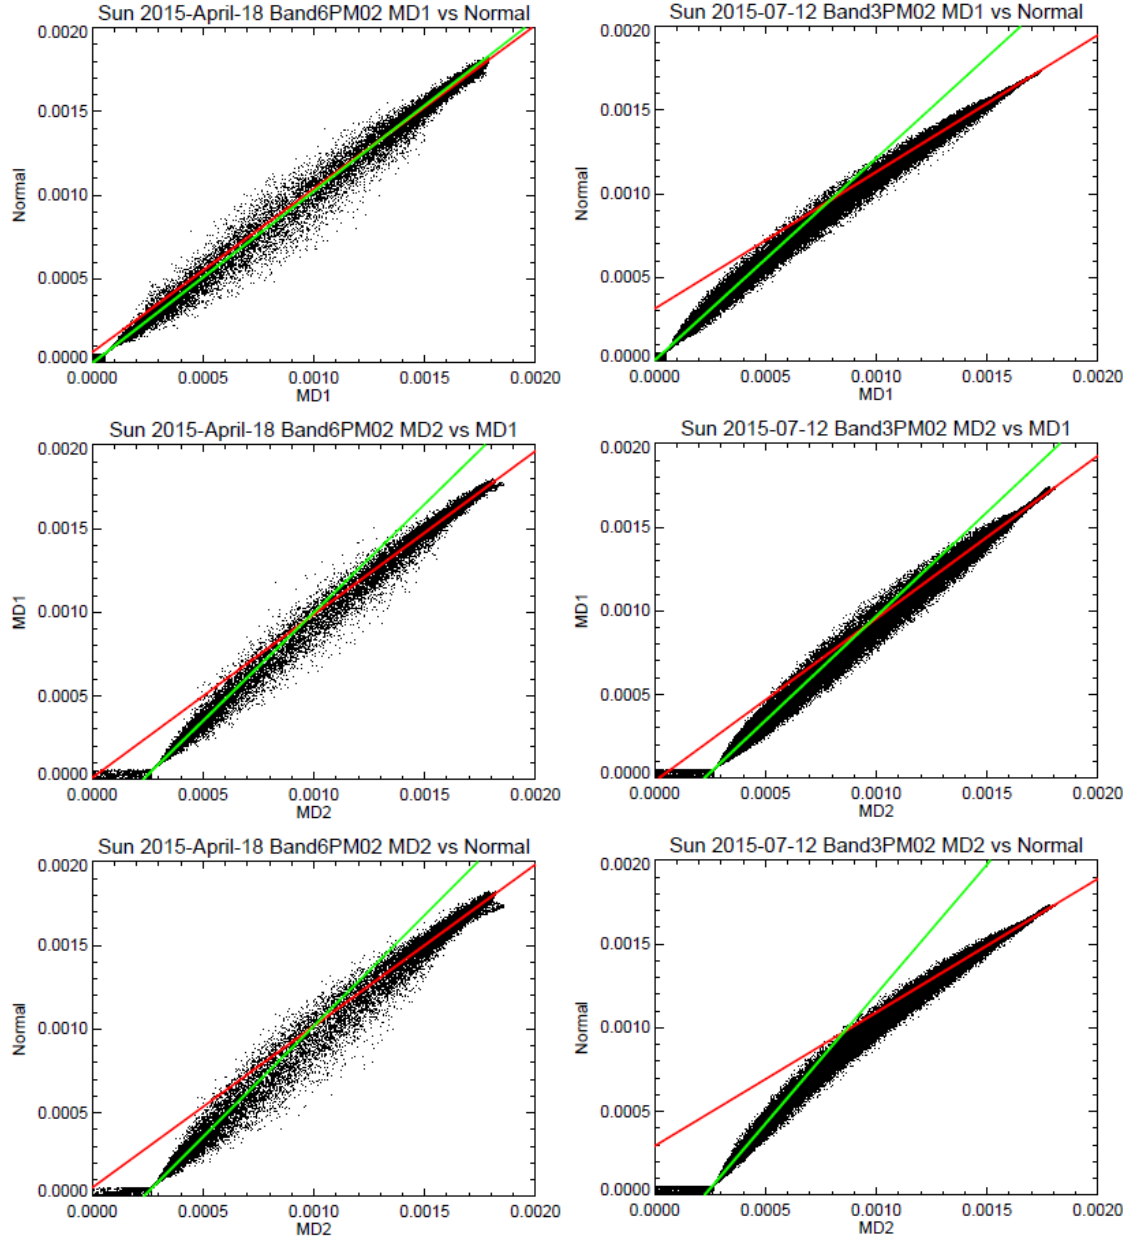 Sun 2015-April-18 Band6PM02 MD1 vs Normal
0.0020
0.0015
0.0010
0.0005
0.0000
Normal
0.0000 0.0005 0.0010 0.0015 0.0020
MD1
Sun 2015-07-12 Band3PM02 MD1 vs Normal
0.0020
0.0015
0.0010
0.0005
0.0000
Normal
0.0000 0.0005 0.0010 0.0015 0.0020
MD1
Sun 2015-April-18 Band6PM02 MD2 vs MD1
0.0020
0.0015
0.0010
0.0005
0.0000
MD1
0.0000 0.0005 0.0010 0.0015 0.0020
MD2
Sun 2015-07-12 Band3PM02 MD2 vs MD1
0.0020
0.0015
0.0010
0.0005
0.0000
MD1
0.0000 0.0005 0.0010 0.0015 0.0020
MD2
Sun 2015-April-18 Band6PM02 MD2 vs Normal
0.0020
0.0015
0.0010
0.0005
0.0000
Normal
0.0000 0.0005 0.0010 0.0015 0.0020
MD2
Sun 2015-07-12 Band3PM02 MD2 vs Normal
0.0020
0.0015
0.0010
0.0005
0.0000
Normal
0.0000 0.0005 0.0010 0.0015 0.0020
MD2